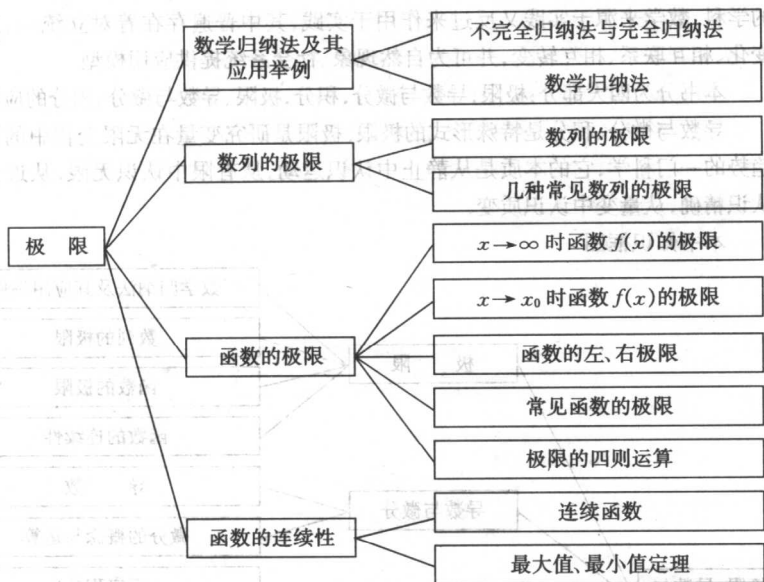 数学归纳法及其
应用举例
不完全归纳法与完全归纳法
数学归纳法
数列的极限
数列的极限
几种常见数列的极限
极 限
x→∞时函数 f(x)的极限
x→x₀时函数 f(x)的极限
函数的极限
函数的左、右极限
常见函数的极限
极限的四则运算
函数的连续性
连续函数
最大值、最小值定理